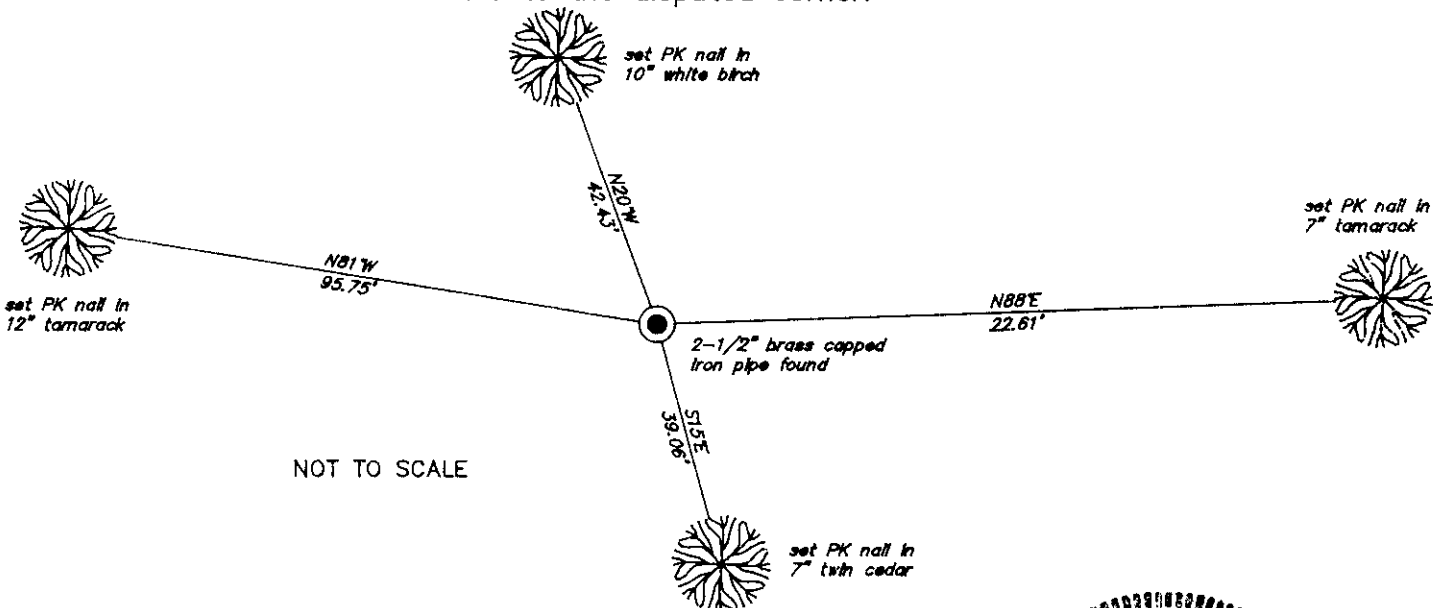 set PK nail in
10" white birch
N20°W
42.43'
set PK nail in
7" tamarack
N81°W
95.75'
set PK nail in
12" tamarack
N88°E
22.61'
2-1/2" brass capped
iron pipe found
S15°E
39.06'
NOT TO SCALE
set PK nail in
7" twin cedar